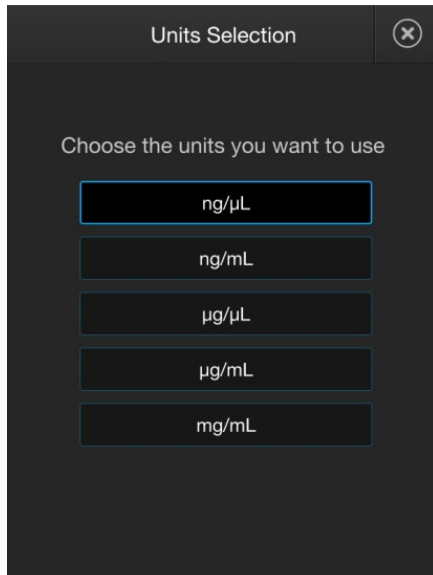 Units Selection
Choose the units you want to use
ng/µL
ng/mL
µg/µL
µg/mL
mg/mL